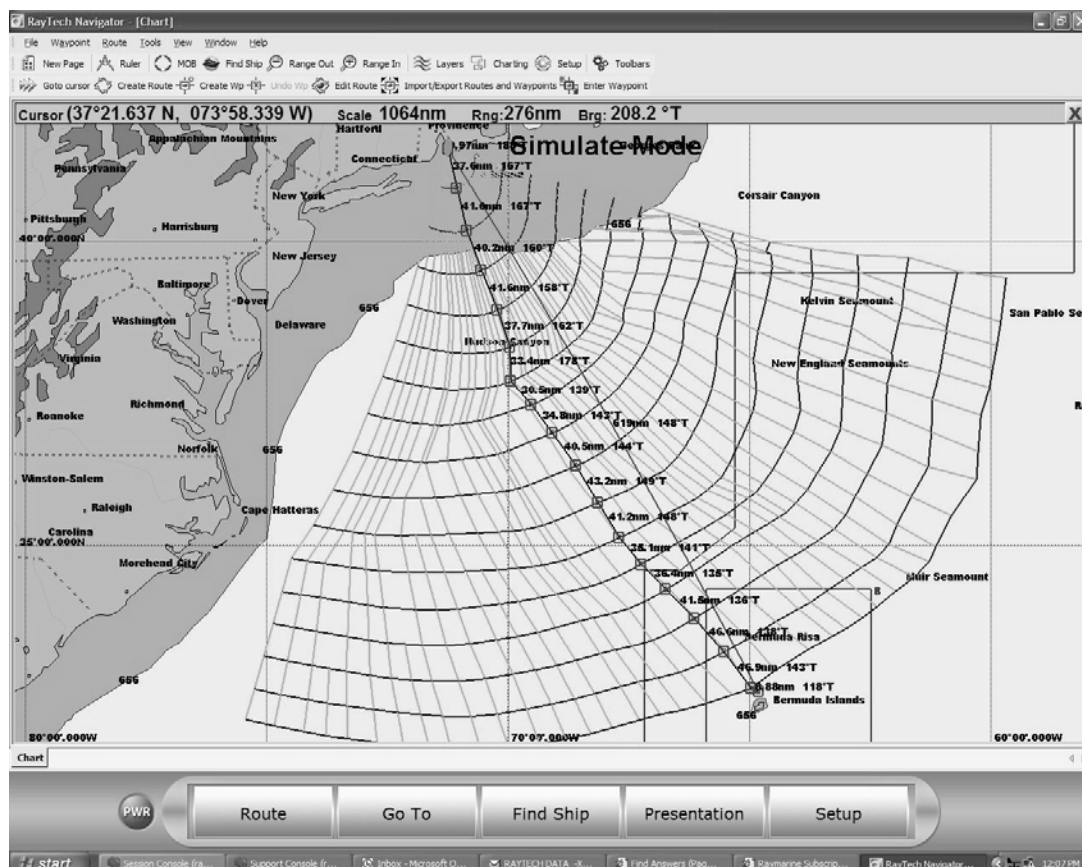 RayTech Navigator - [Chart]
File Waypoint Route Tools View Window Help
New Page Ruler MOB Find Ship Range Out Range In Layers Charting Setup Toolbars
Goto cursor Create Route Create Wp Undo Wp Edit Route Import/Export Routes and Waypoints Enter Waypoint
Cursor (37°21.637 N, 073°58.339 W) Scale 1064nm Rng:276nm Brg: 208.2 °T X
Hartford Providence
Appalachian Mountains Simulate Mode
Connecticut
Pennsylvania 37.6nm 167°T
New York Corsair Canyon
41.6nm 167°T
Pittsburgh Harrisburg 656
40°00'.000N 40.2nm 160°T
New Jersey
Baltimore 41.6nm 158°T
Dover Kelvin Seamount
656 San Pablo Se
Washington Delaware 37.7nm 162°T
Hudson Canyon
Virginia 33.4nm 178°T New England Seamounts
30.5nm 139°T
Richmond
Roanoke 34.8nm 143°T 619nm 148°T
Norfolk 656 40.5nm 144°T
Winston-Salem 43.2nm 149°T
Raleigh Cape Hatteras 41.2nm 148°T
Carolina
35.1nm 141°T
Morehead City 36.4nm 135°T Muir Seamount
41.5nm 136°T B
Bermuda Risa
46.9nm 143°T
656 118°T
Bermuda Islands
656
80°00'.000W 70°00'.000W 60°00'.000W
Chart
PWR Route Go To Find Ship Presentation Setup
start Session Console (ra... Support Console (r... Inbox - Microsoft O... RAYTECH DATA -X... Find Answers (Pag... Raymarine Subscrip... RayTech Navigator... 12:07 PM